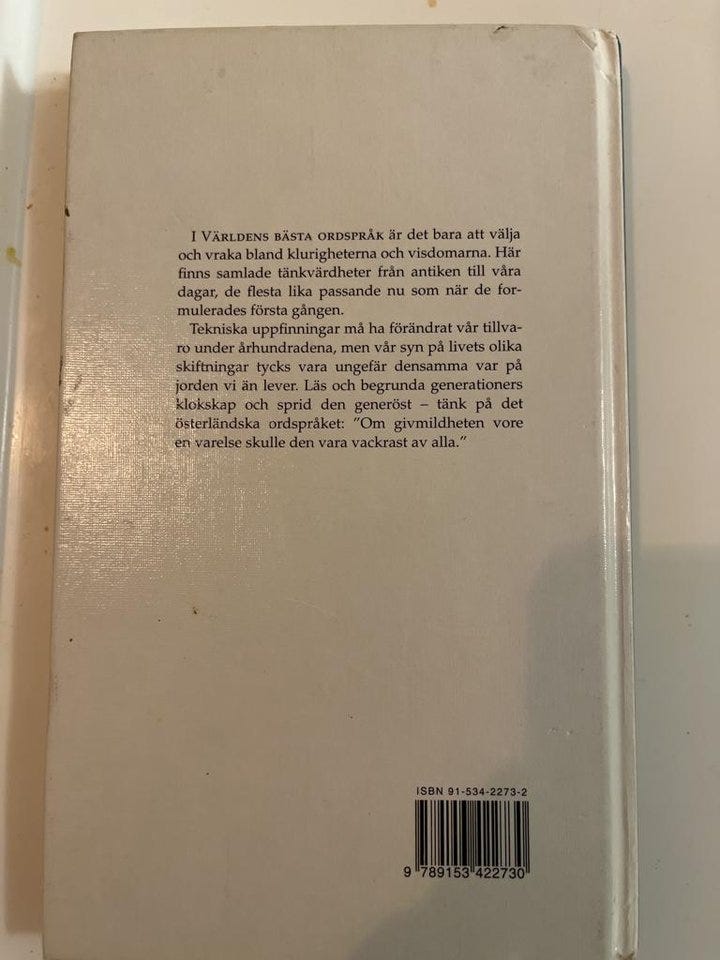 I VÄRLDENS BÄSTA ORDSPRÅK är det bara att välja
och vraka bland klurigheterna och visdomarna. Här
finns samlade tänkvärdheter från antiken till våra
dagar, de flesta lika passande nu som när de for-
mulerades första gången.
Tekniska uppfinningar må ha förändrat vår tillva-
ro under århundradena, men vår syn på livets olika
skiftningar tycks vara ungefär densamma var på
jorden vi än lever. Läs och begrunda generationers
klokskap och sprid den generöst – tänk på det
österländska ordspråket: ”Om givmildheten vore
en varelse skulle den vara vackrast av alla.”
ISBN 91-534-2273-2
9 789153 422730